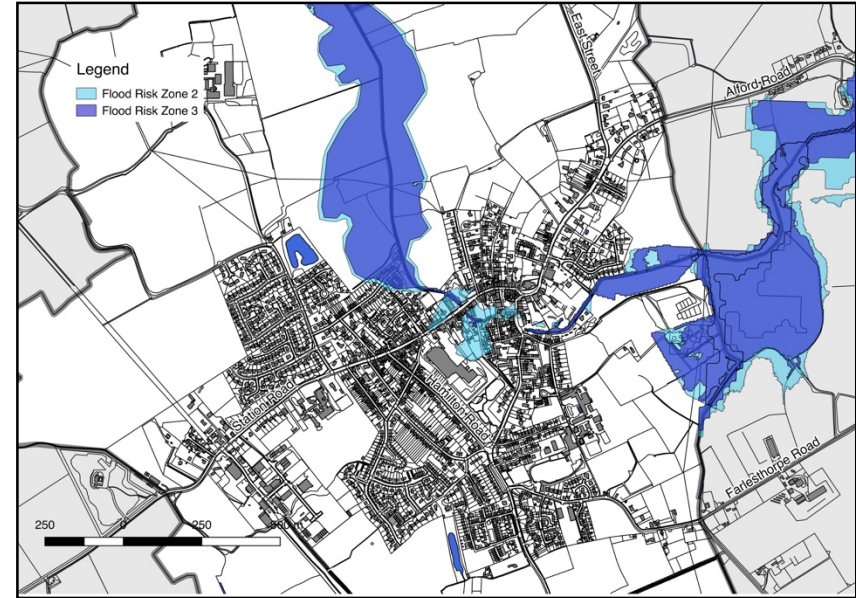 Legend
Flood Risk Zone 2
Flood Risk Zone 3
East Street
Alford Road
Station Road
Hamilton Road
Farlesthorpe Road
250 0 250 500 m